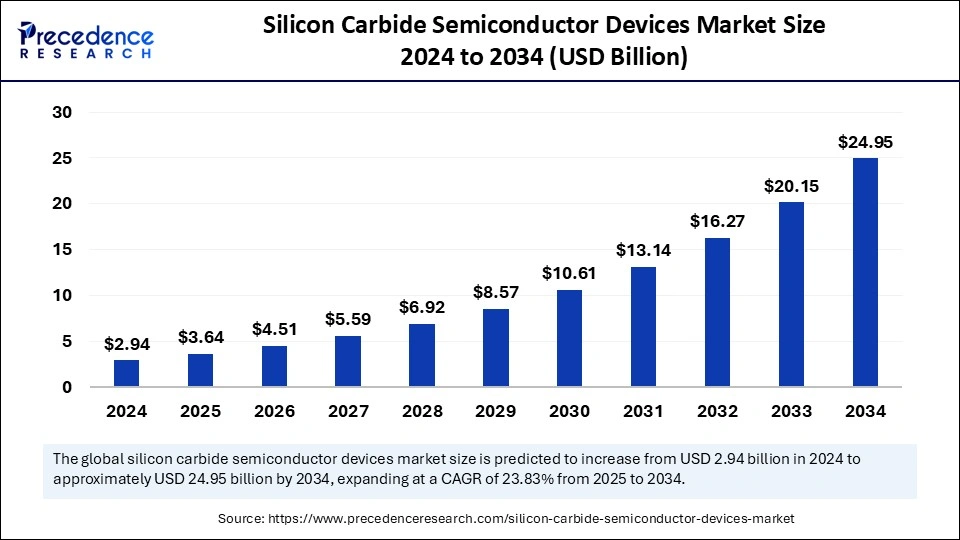 Precedence
RESEARCH
Silicon Carbide Semiconductor Devices Market Size
2024 to 2034 (USD Billion)
30
25
20
15
10
5
0
$2.94
$3.64
$4.51
$5.59
$6.92
$8.57
$10.61
$13.14
$16.27
$20.15
$24.95
2024 2025 2026 2027 2028 2029 2030 2031 2032 2033 2034
The global silicon carbide semiconductor devices market size is predicted to increase from USD 2.94 billion in 2024 to
approximately USD 24.95 billion by 2034, expanding at a CAGR of 23.83% from 2025 to 2034.
Source: https://www.precedenceresearch.com/silicon-carbide-semiconductor-devices-market